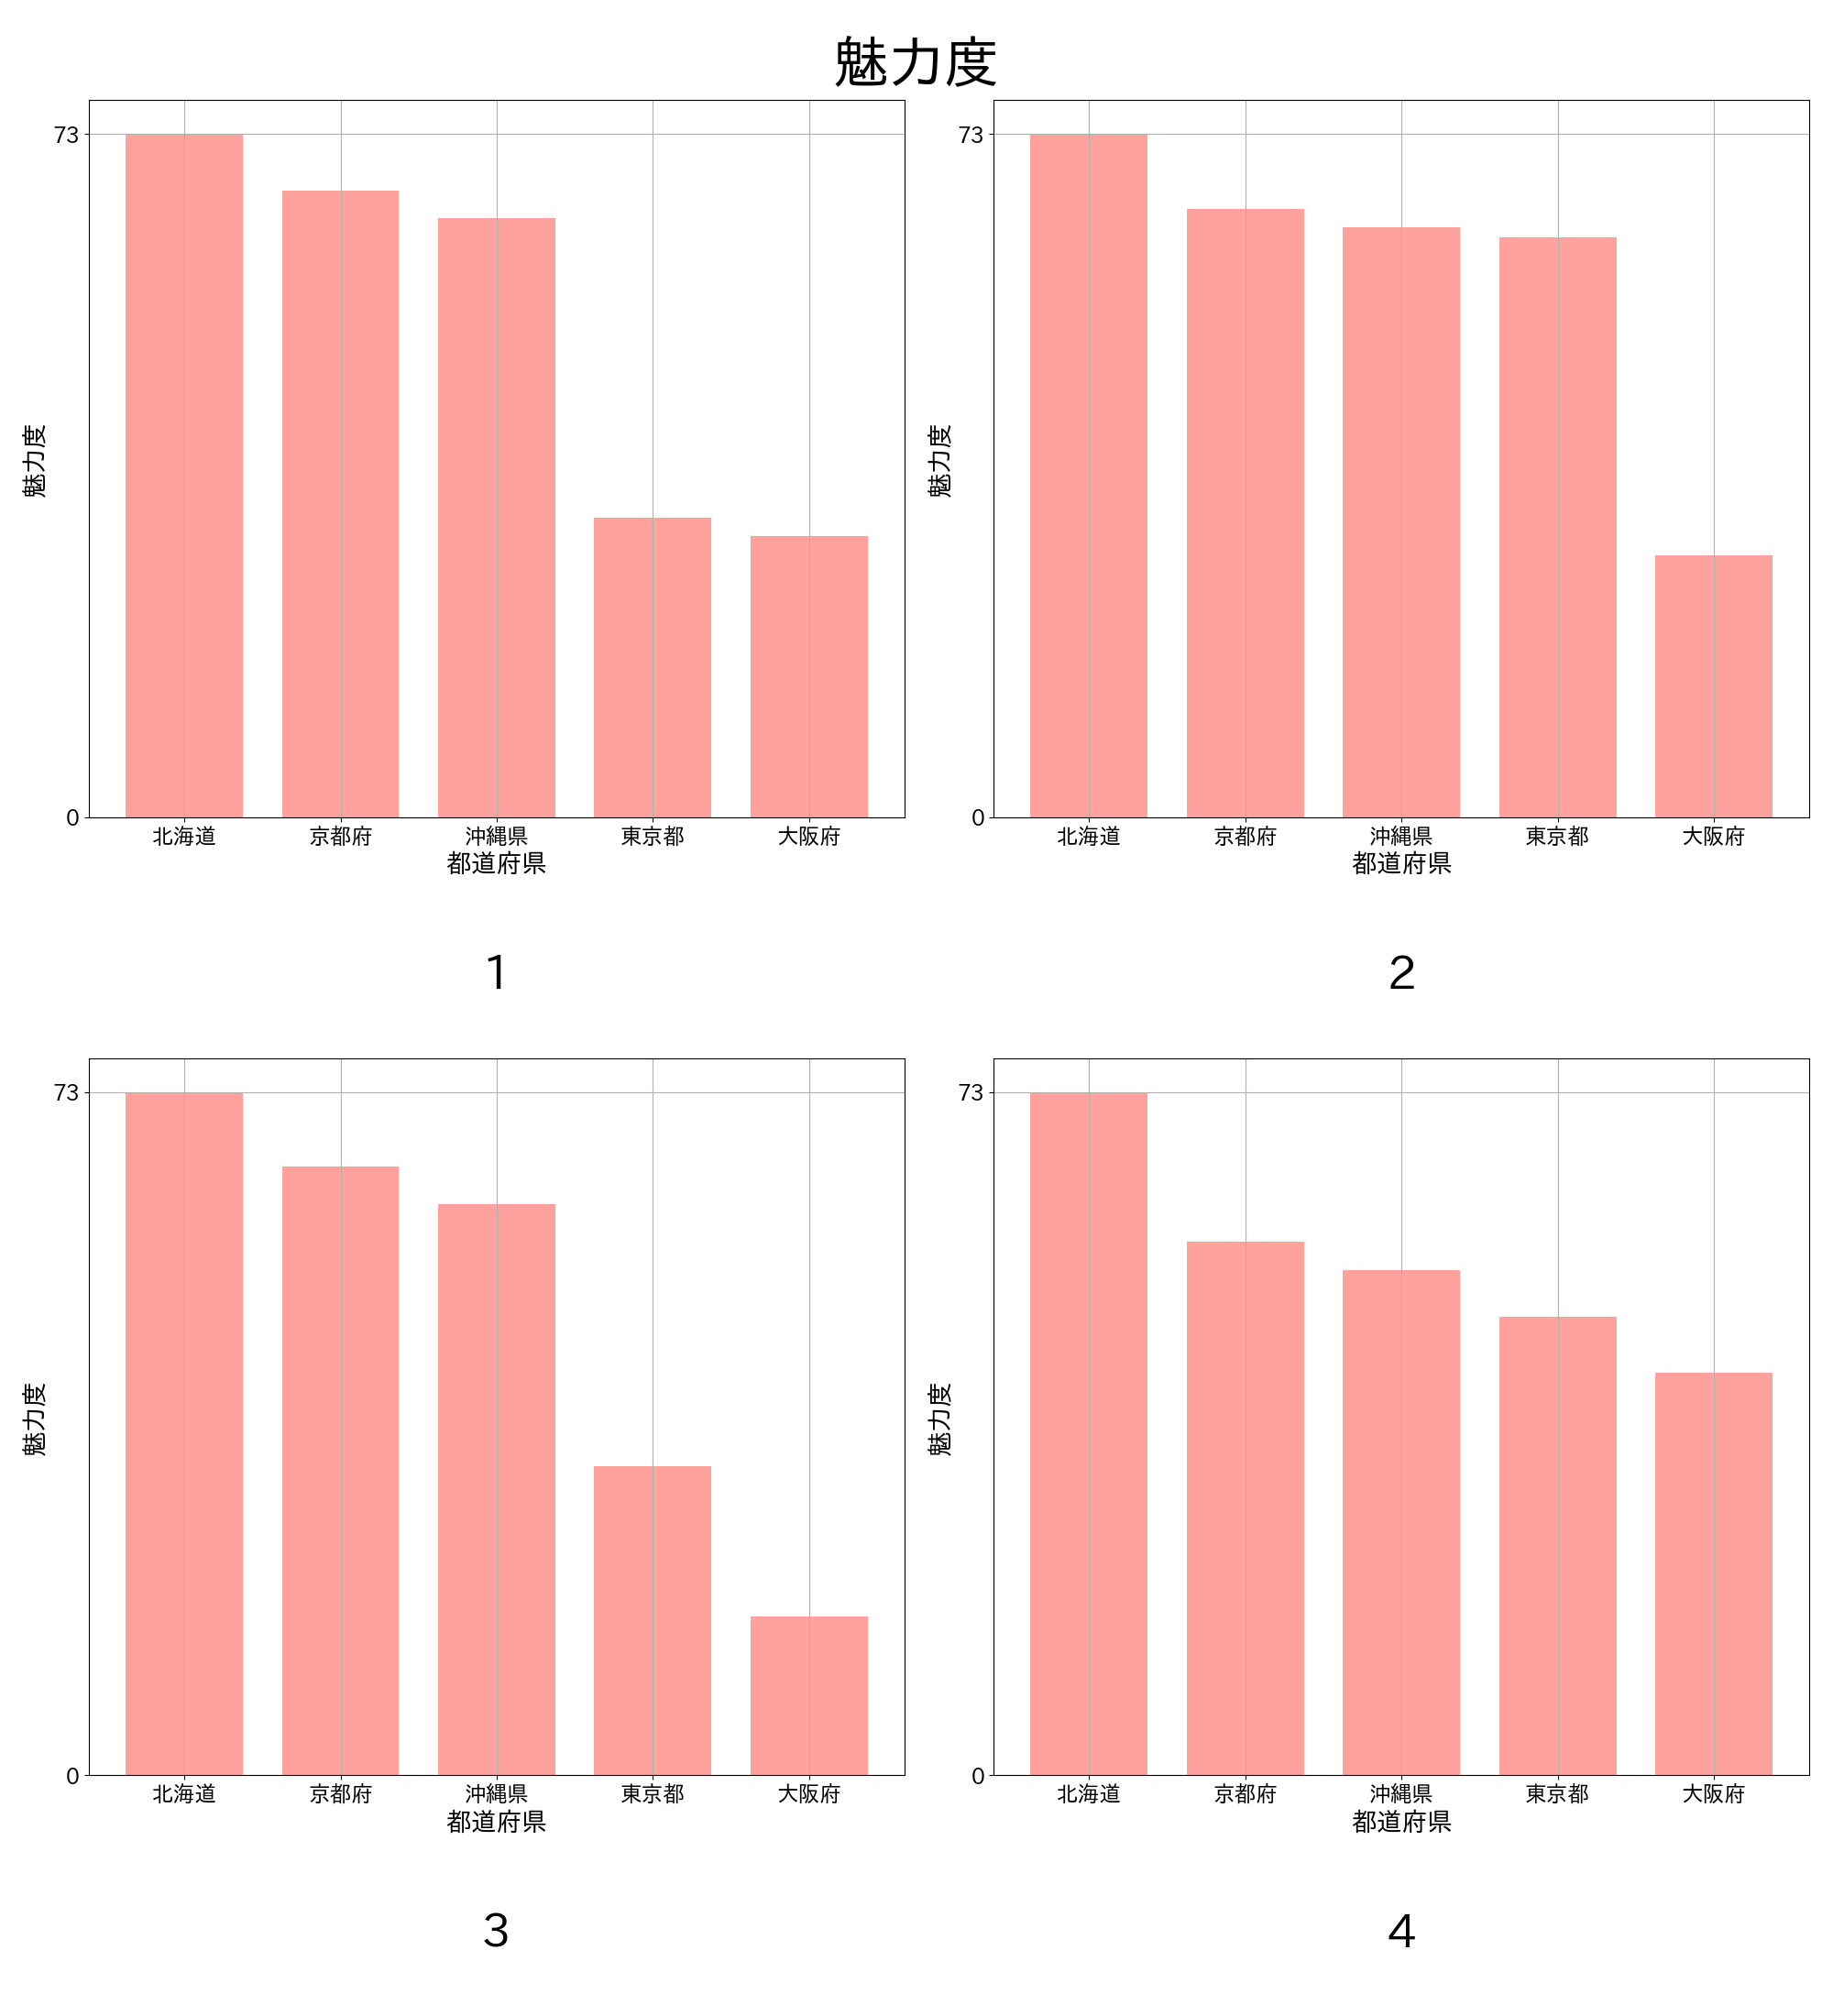 魅力度
73
0
魅力度
北海道 京都府 沖縄県 東京都 大阪府
都道府県
1
73
0
魅力度
北海道 京都府 沖縄県 東京都 大阪府
都道府県
2
73
0
魅力度
北海道 京都府 沖縄県 東京都 大阪府
都道府県
3
73
0
魅力度
北海道 京都府 沖縄県 東京都 大阪府
都道府県
4